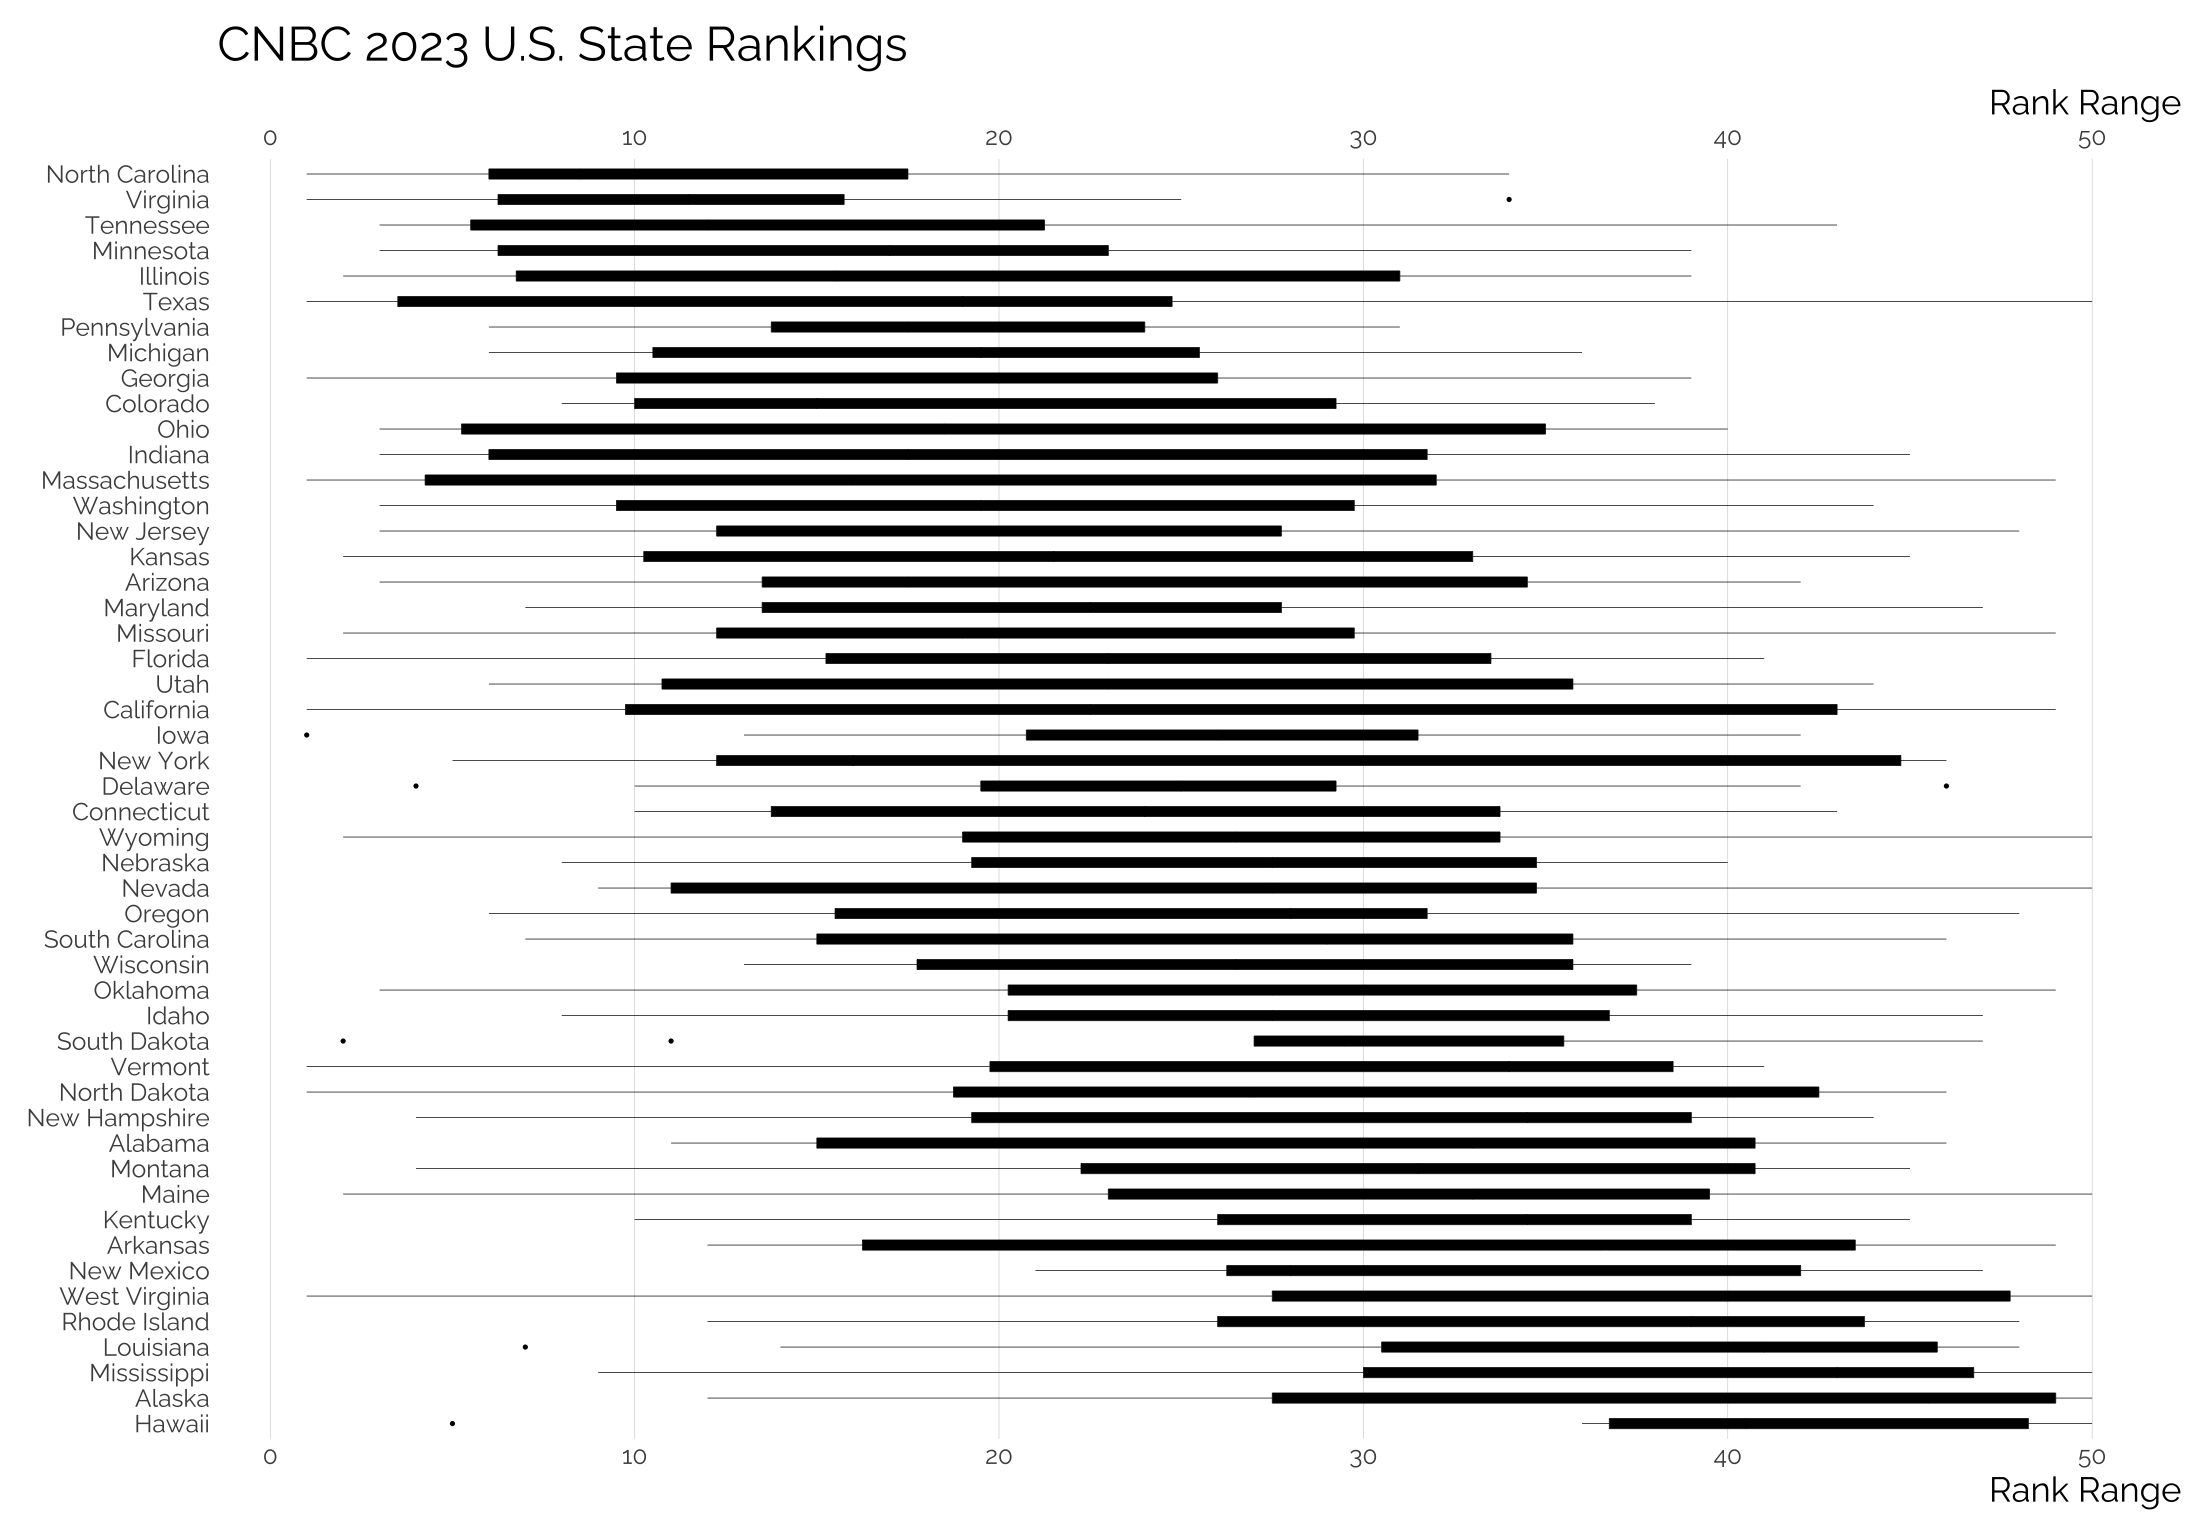 CNBC 2023 U.S. State Rankings
Rank Range
0 10 20 30 40 50
North Carolina
Virginia
Tennessee
Minnesota
Illinois
Texas
Pennsylvania
Michigan
Georgia
Colorado
Ohio
Indiana
Massachusetts
Washington
New Jersey
Kansas
Arizona
Maryland
Missouri
Florida
Utah
California
Iowa
New York
Delaware
Connecticut
Wyoming
Nebraska
Nevada
Oregon
South Carolina
Wisconsin
Oklahoma
Idaho
South Dakota
Vermont
North Dakota
New Hampshire
Alabama
Montana
Maine
Kentucky
Arkansas
New Mexico
West Virginia
Rhode Island
Louisiana
Mississippi
Alaska
Hawaii
0 10 20 30 40 50
Rank Range